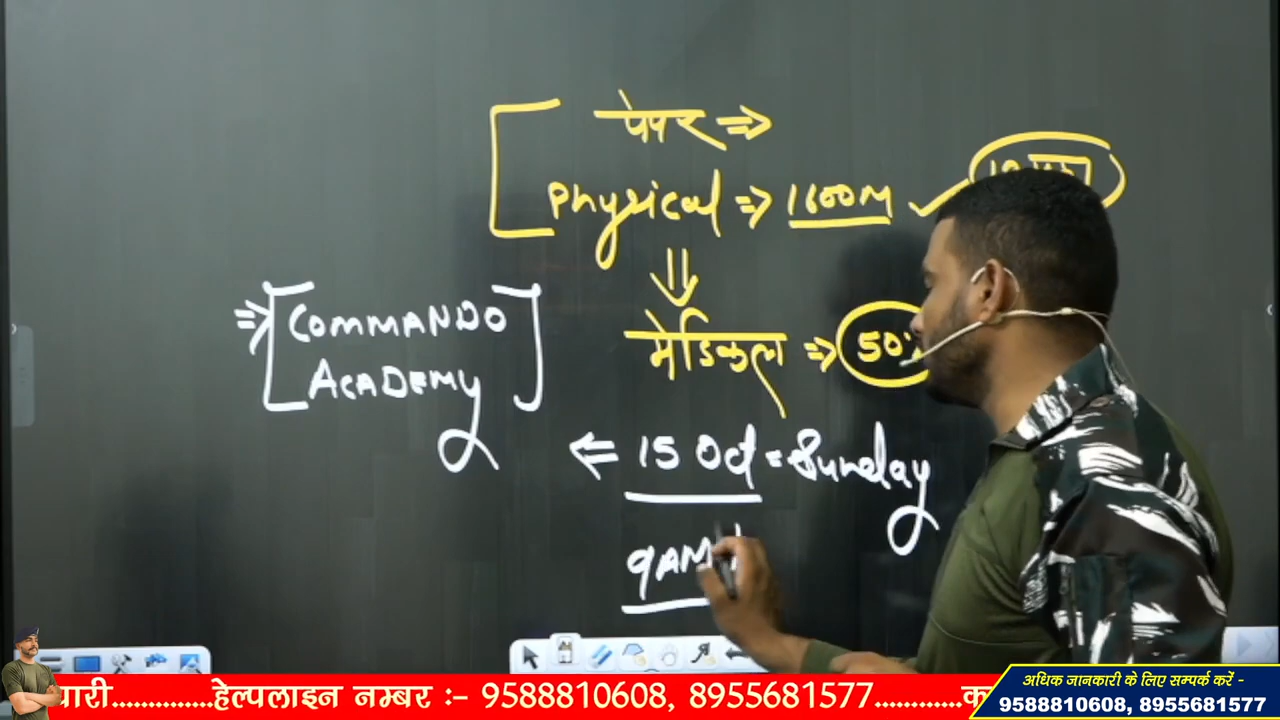 पेपर ⇒
Physical ⇒ 1600M ✓
⇓
मेडिकल ⇒ 50%
⇒ [COMMANDO
ACADEMY]
⇐ 15 Oct = Sunday
9AM
यारी..............हेल्पलाइन नम्बर :- 9588810608, 8955681577............क
अधिक जानकारी के लिए सम्पर्क करें -
9588810608, 8955681577